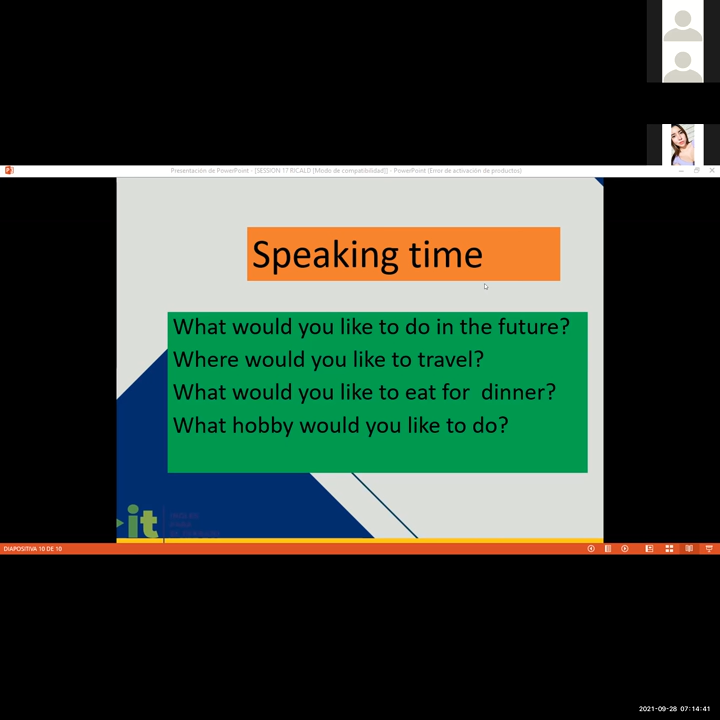 Presentación de PowerPoint - [SESSION 17 RICALD [Modo de compatibilidad]] - PowerPoint (Error de activación de productos)
Speaking time
What would you like to do in the future?
Where would you like to travel?
What would you like to eat for  dinner?
What hobby would you like to do?
it
DIAPOSITIVA 10 DE 10
2021-09-28 07:14:41